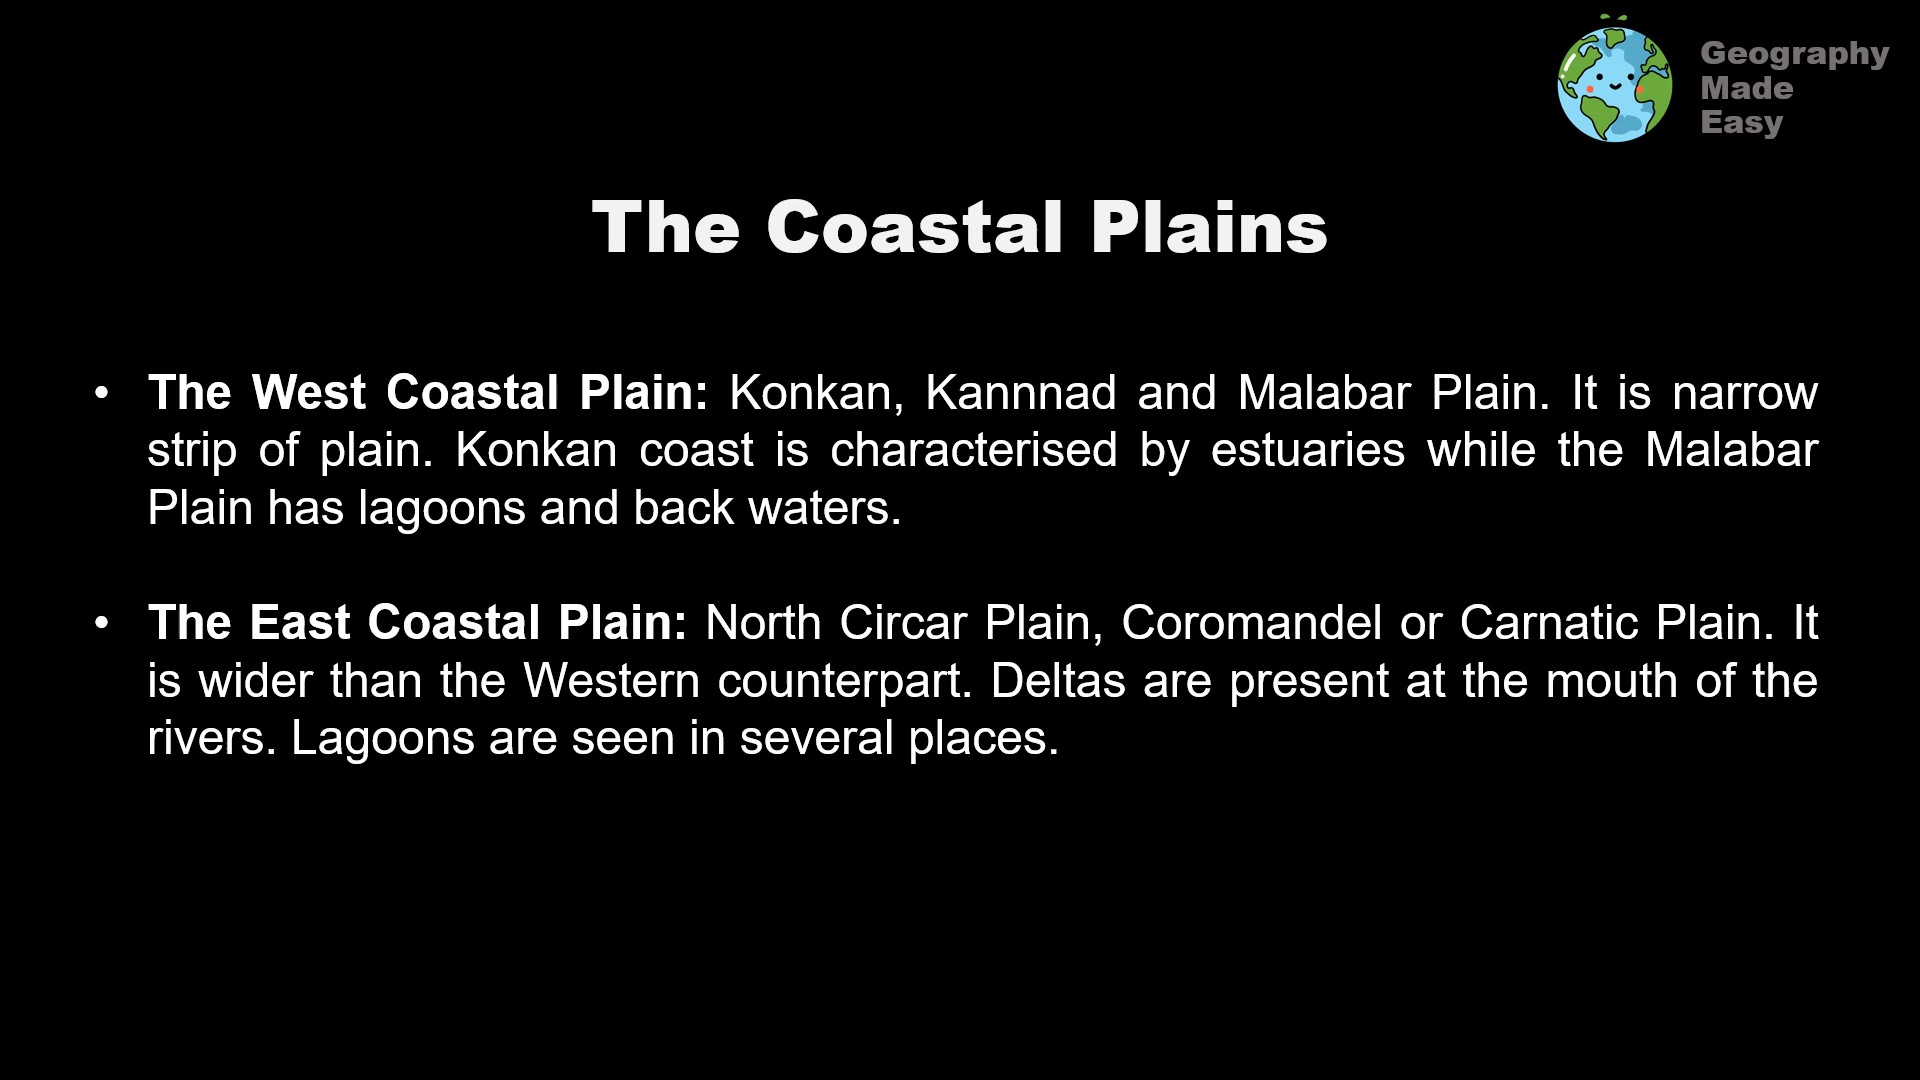 Geography
Made
Easy
The Coastal Plains
• The West Coastal Plain: Konkan, Kannnad and Malabar Plain. It is narrow
strip of plain. Konkan coast is characterised by estuaries while the Malabar
Plain has lagoons and back waters.
• The East Coastal Plain: North Circar Plain, Coromandel or Carnatic Plain. It
is wider than the Western counterpart. Deltas are present at the mouth of the
rivers. Lagoons are seen in several places.